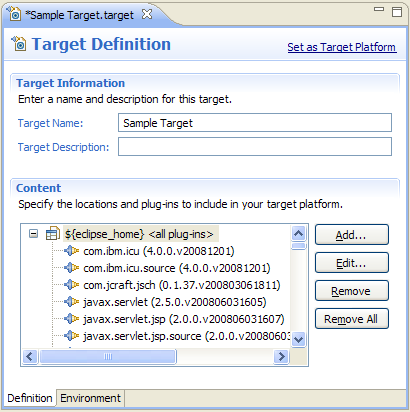 *Sample Target.target
Target Definition
Set as Target Platform
Target Information
Enter a name and description for this target.
Target Name: Sample Target
Target Description:
Content
Specify the locations and plug-ins to include in your target platform.
${eclipse_home} <all plug-ins>
com.ibm.icu (4.0.0.v20081201)
com.ibm.icu.source (4.0.0.v20081201)
com.jcraft.jsch (0.1.37.v200803061811)
javax.servlet (2.5.0.v200806031605)
javax.servlet.jsp (2.0.0.v200806031607)
javax.servlet.jsp.source (2.0.0.v20080603
Add...
Edit...
Remove
Remove All
Definition Environment